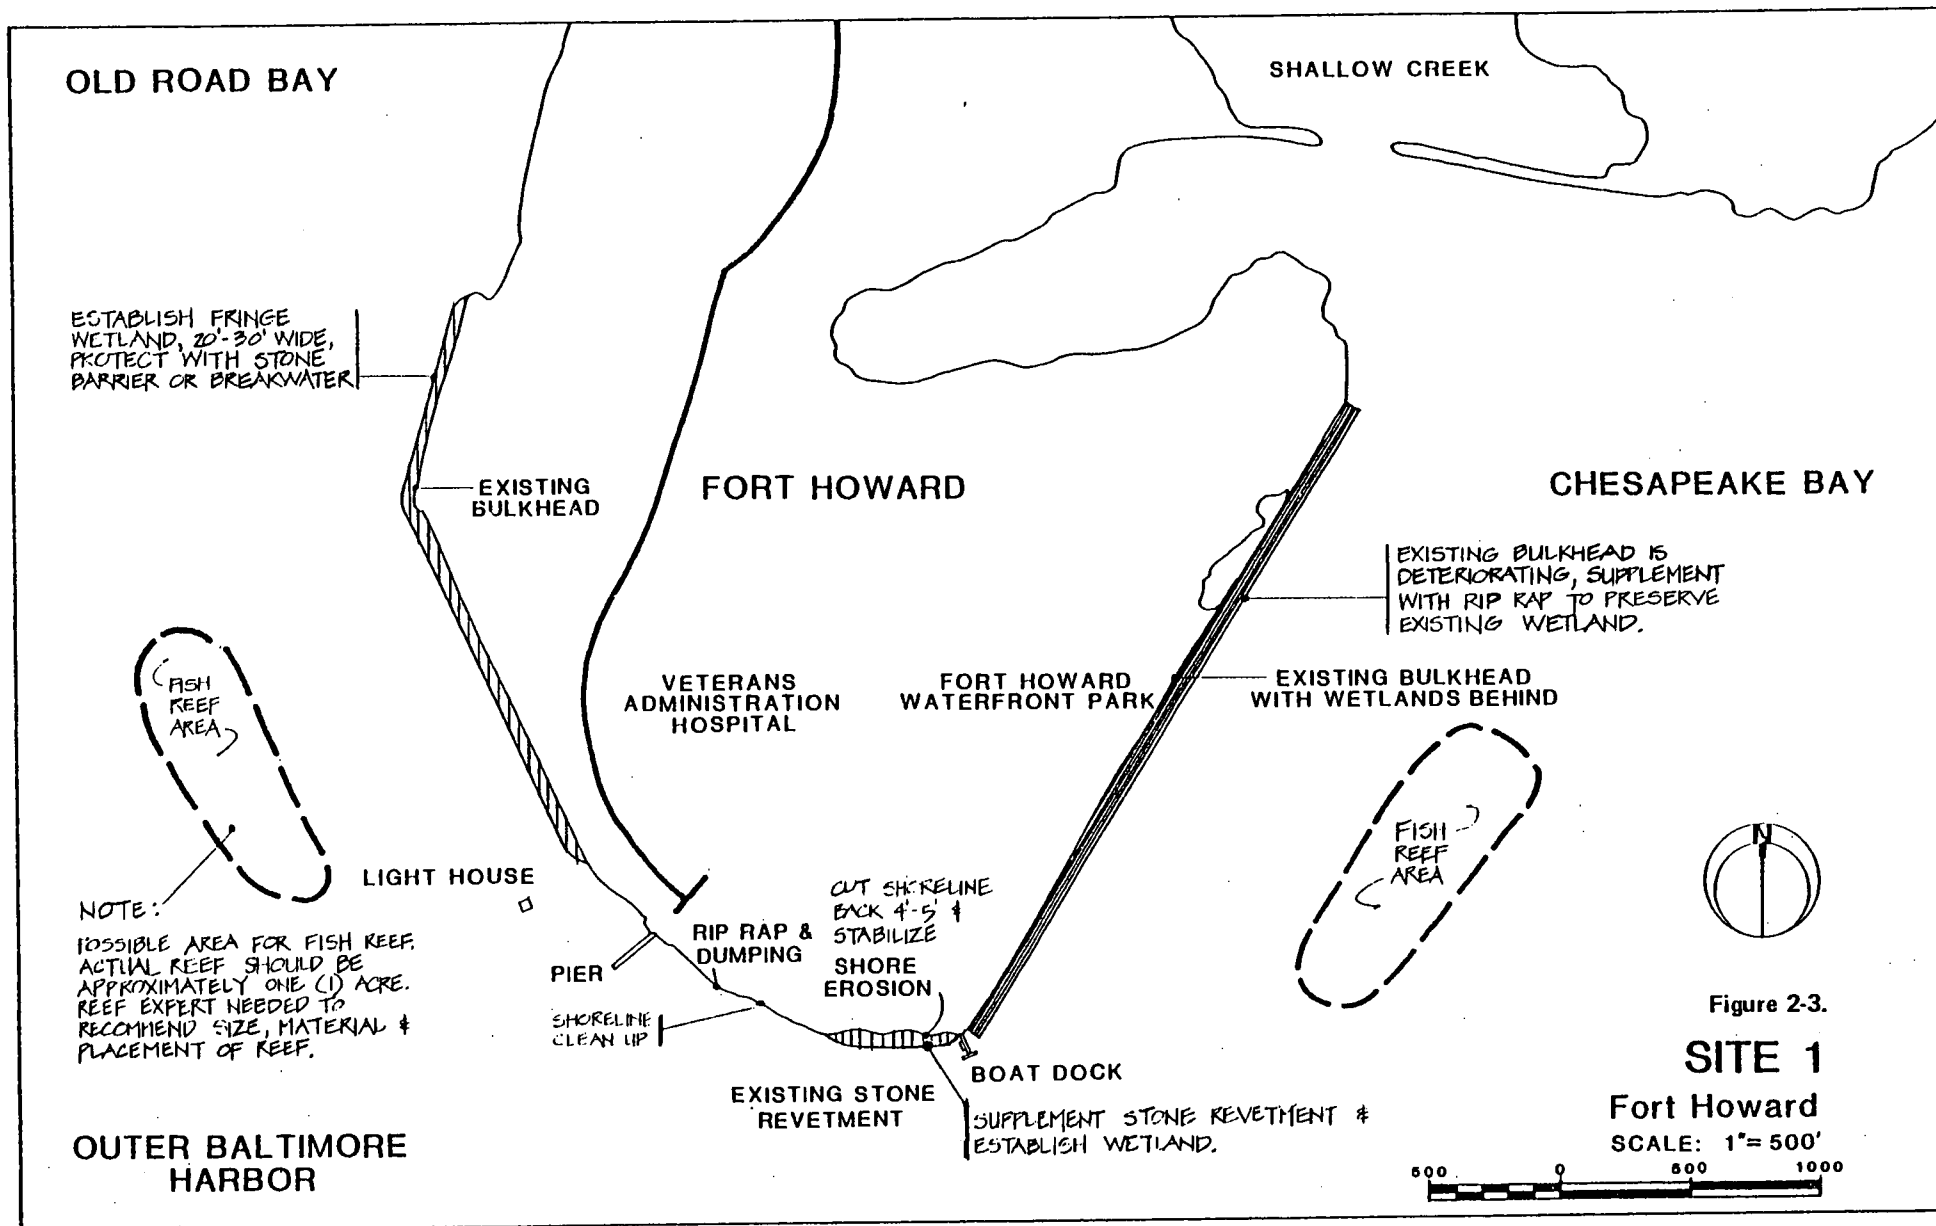 OLD ROAD BAY
SHALLOW CREEK
ESTABLISH FRINGE
WETLAND, 20'-30' WIDE,
PROTECT WITH STONE
BARRIER OR BREAKWATER
EXISTING
BULKHEAD
FORT HOWARD
CHESAPEAKE BAY
EXISTING BULKHEAD IS
DETERIORATING, SUPPLEMENT
WITH RIP RAP TO PRESERVE
EXISTING WETLAND.
FISH
REEF
AREA
VETERANS
ADMINISTRATION
HOSPITAL
FORT HOWARD
WATERFRONT PARK
EXISTING BULKHEAD
WITH WETLANDS BEHIND
FISH
REEF
AREA
N
LIGHT HOUSE
NOTE:
POSSIBLE AREA FOR FISH REEF.
ACTUAL REEF SHOULD BE
APPROXIMATELY ONE (1) ACRE.
REEF EXPERT NEEDED TO
RECOMMEND SIZE, MATERIAL &
PLACEMENT OF REEF.
PIER
RIP RAP &
DUMPING
CUT SHORELINE
BACK 4'-5' &
STABILIZE
SHORE
EROSION
SHORELINE
CLEAN UP
BOAT DOCK
EXISTING STONE
REVETMENT
SUPPLEMENT STONE REVETMENT &
ESTABLISH WETLAND.
OUTER BALTIMORE
HARBOR
Figure 2-3.
SITE 1
Fort Howard
SCALE: 1"= 500'
500 0 500 1000